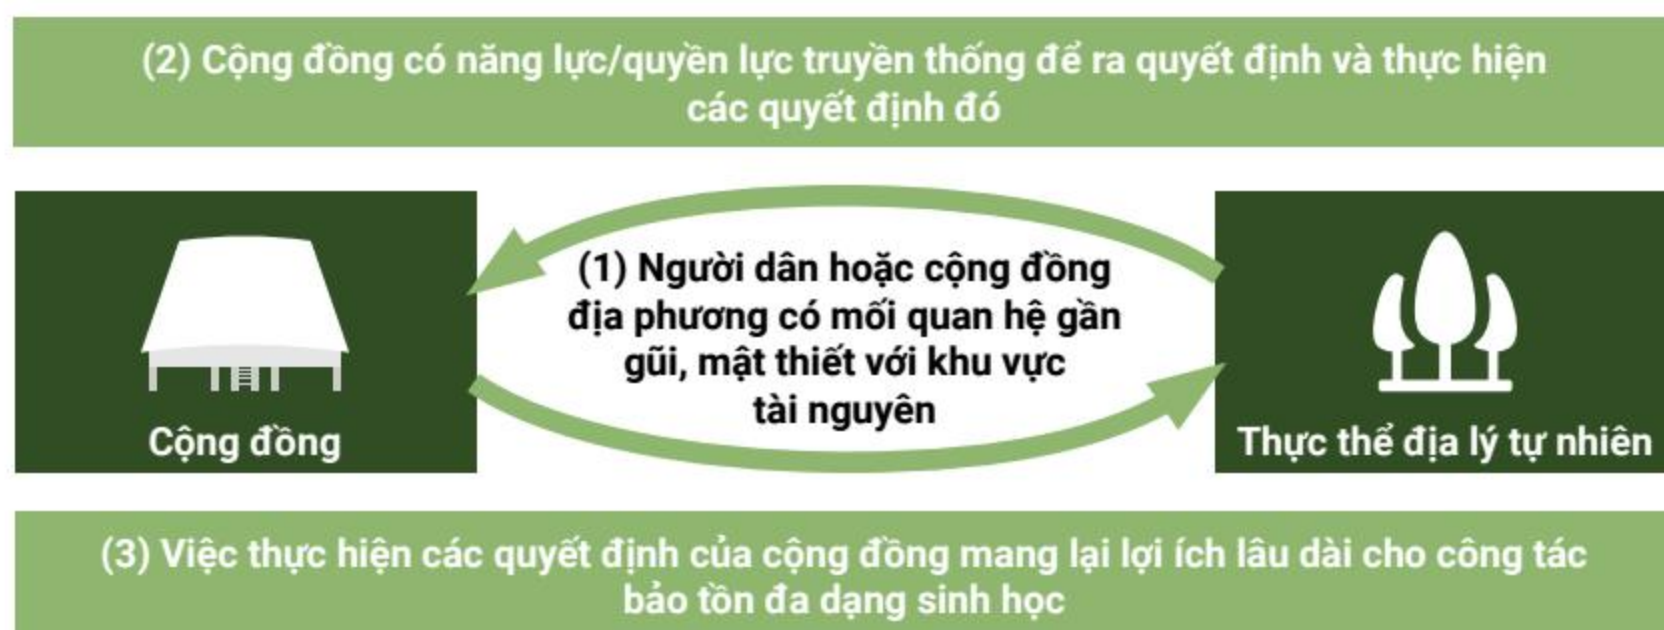 (2) Cộng đồng có năng lực/quyền lực truyền thống để ra quyết định và thực hiện
các quyết định đó
(1) Người dân hoặc cộng đồng
địa phương có mối quan hệ gần
gũi, mật thiết với khu vực
tài nguyên
Cộng đồng
Thực thể địa lý tự nhiên
(3) Việc thực hiện các quyết định của cộng đồng mang lại lợi ích lâu dài cho công tác
bảo tồn đa dạng sinh học